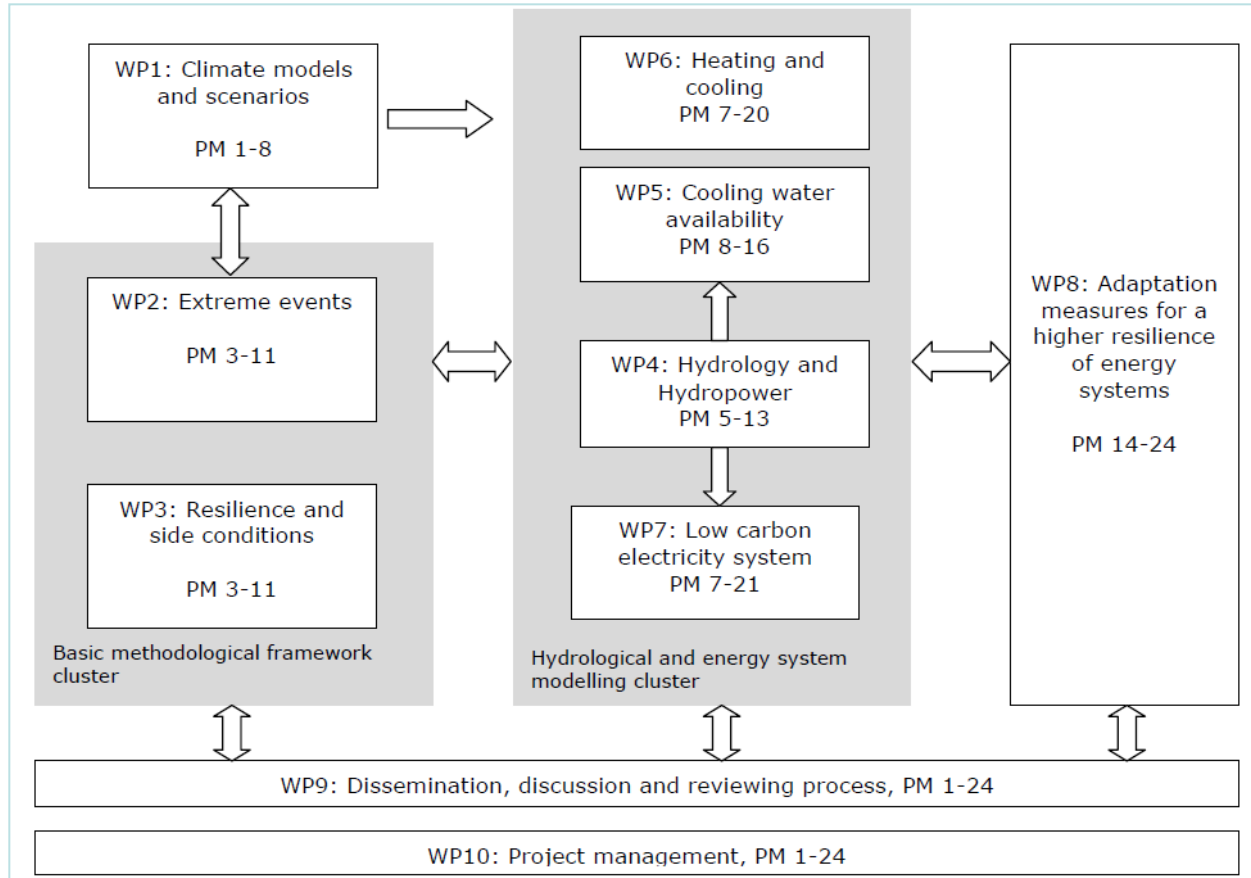 WP1: Climate models
and scenarios
PM 1-8
WP2: Extreme events
PM 3-11
WP3: Resilience and
side conditions
PM 3-11
Basic methodological framework
cluster
WP6: Heating and
cooling
PM 7-20
WP5: Cooling water
availability
PM 8-16
WP4: Hydrology and
Hydropower
PM 5-13
WP7: Low carbon
electricity system
PM 7-21
Hydrological and energy system
modelling cluster
WP8: Adaptation
measures for a
higher resilience
of energy
systems
PM 14-24
WP9: Dissemination, discussion and reviewing process, PM 1-24
WP10: Project management, PM 1-24